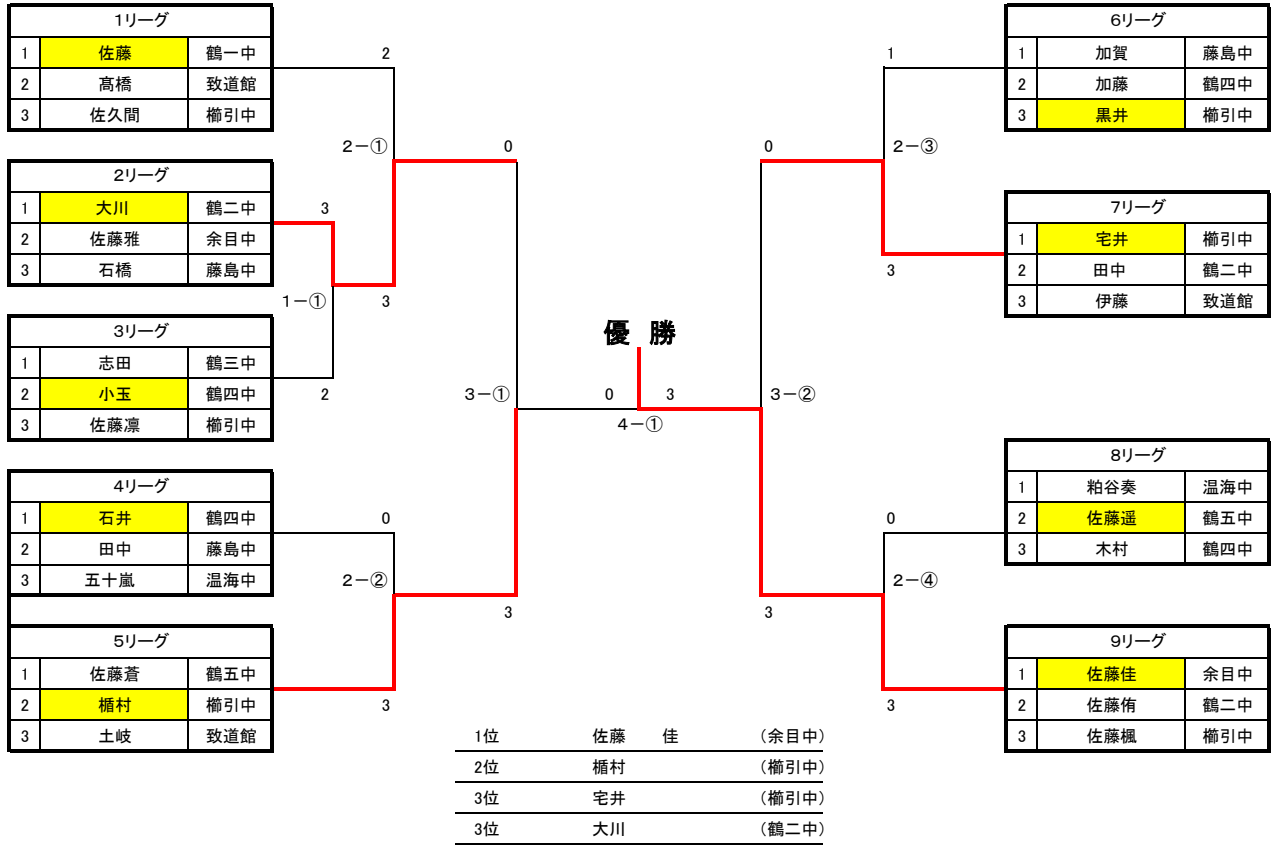 1リーグ
1 佐藤 鶴一中
2 髙橋 致道館
3 佐久間 櫛引中
2リーグ
1 大川 鶴二中
2 佐藤雅 余目中
3 石橋 藤島中
3リーグ
1 志田 鶴三中
2 小玉 鶴四中
3 佐藤凛 櫛引中
4リーグ
1 石井 鶴四中
2 田中 藤島中
3 五十嵐 温海中
5リーグ
1 佐藤蒼 鶴五中
2 楯村 櫛引中
3 土岐 致道館
2
2－①
3
3
1－①
2
0
2－②
3
0
3－①
3
優 勝
0 3
4－①
0
3－②
3
1
2－③
3
0
2－④
3
6リーグ
1 加賀 藤島中
2 加藤 鶴四中
3 黒井 櫛引中
7リーグ
1 宅井 櫛引中
2 田中 鶴二中
3 伊藤 致道館
8リーグ
1 粕谷奏 温海中
2 佐藤遥 鶴五中
3 木村 鶴四中
9リーグ
1 佐藤佳 余目中
2 佐藤侑 鶴二中
3 佐藤楓 櫛引中
1位 佐藤 佳 (余目中)
2位 楯村 (櫛引中)
3位 宅井 (櫛引中)
3位 大川 (鶴二中)